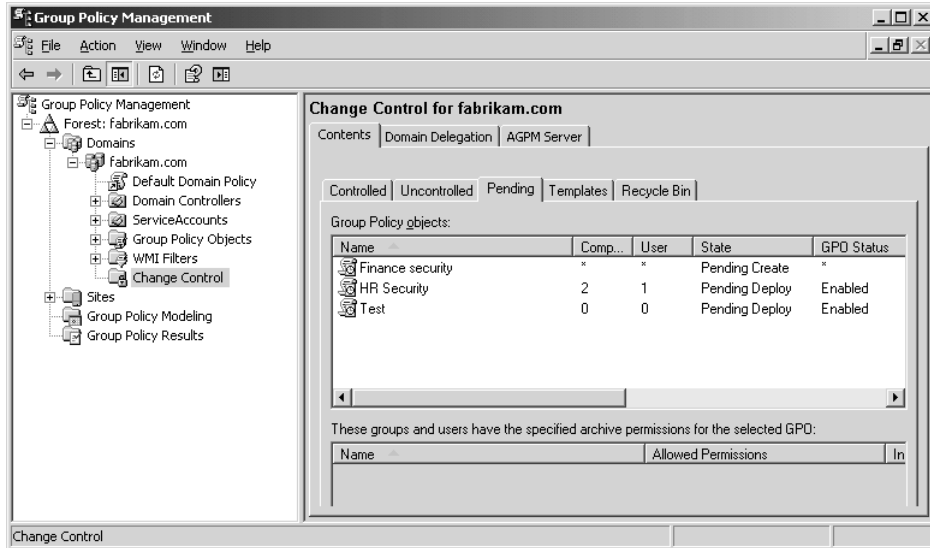 Group Policy Management
File Action View Window Help
Group Policy Management
Forest: fabrikam.com
Domains
fabrikam.com
Default Domain Policy
Domain Controllers
ServiceAccounts
Group Policy Objects
WMI Filters
Change Control
Sites
Group Policy Modeling
Group Policy Results
Change Control for fabrikam.com
Contents Domain Delegation AGPM Server
Controlled Uncontrolled Pending Templates Recycle Bin
Group Policy objects:
Name Comp... User State GPO Status
Finance security * * Pending Create *
HR Security 2 1 Pending Deploy Enabled
Test 0 0 Pending Deploy Enabled
These groups and users have the specified archive permissions for the selected GPO:
Name Allowed Permissions In
Change Control